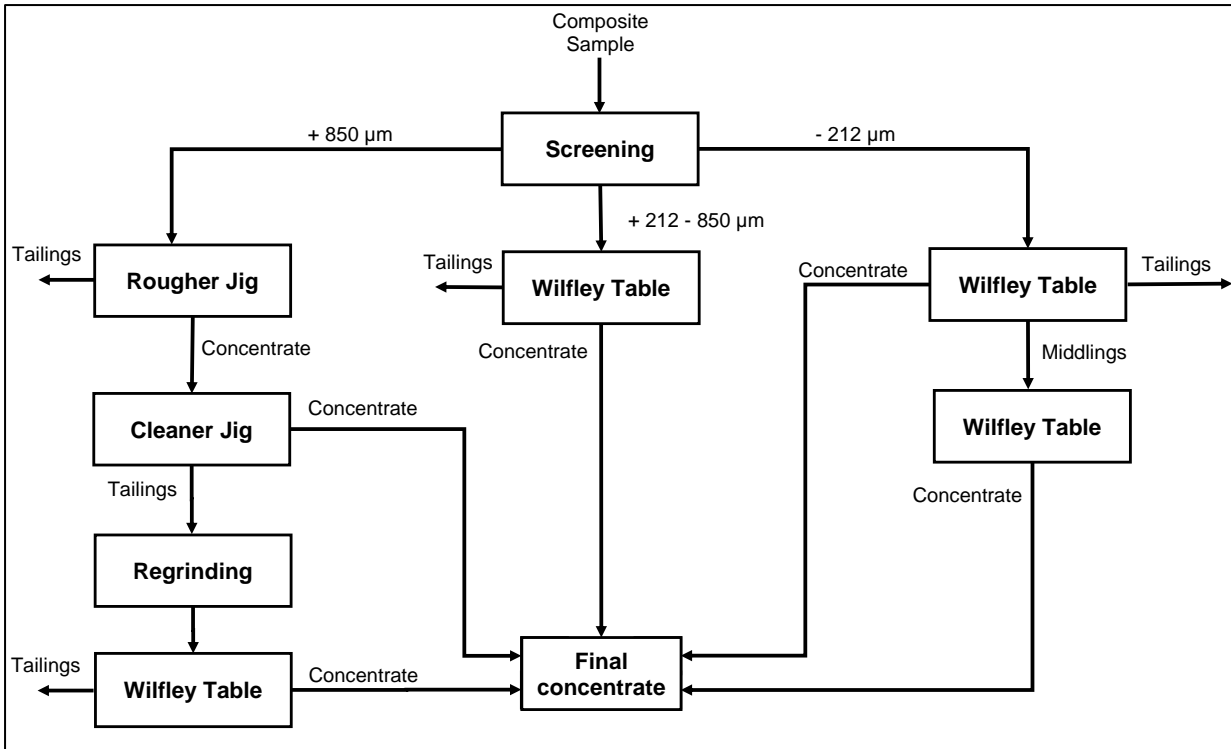 Composite
Sample
+ 850 µm
Screening
- 212 µm
+ 212 - 850 µm
Tailings
Rougher Jig
Tailings
Wilfley Table
Concentrate
Wilfley Table
Tailings
Concentrate
Concentrate
Middlings
Cleaner Jig
Concentrate
Wilfley Table
Tailings
Concentrate
Regrinding
Tailings
Wilfley Table
Concentrate
Final
concentrate